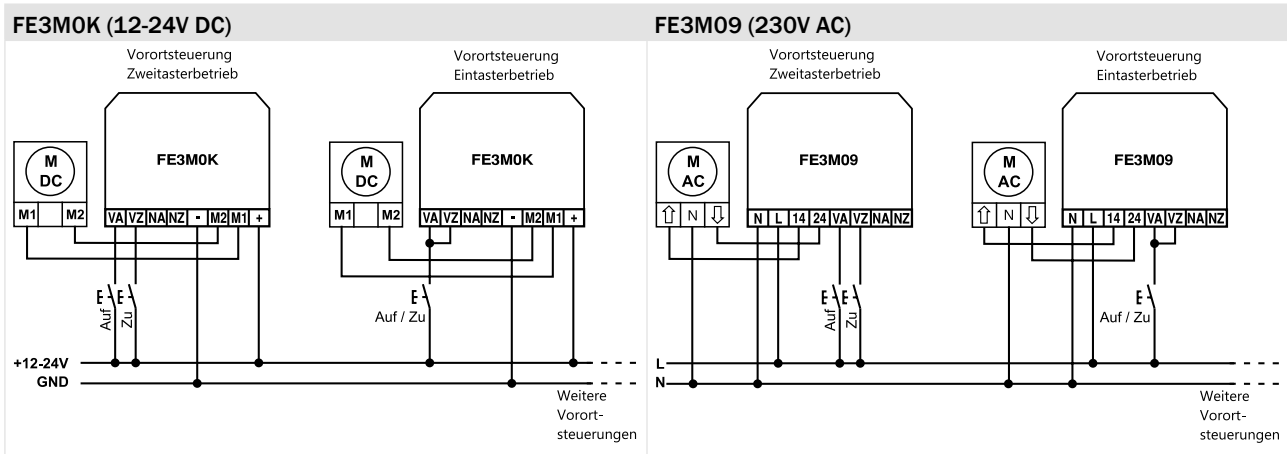 FE3M0K (12-24V DC)
Vorortsteuerung
Zweitasterbetrieb
FE3M0K
M
DC
M1 M2
VA VZ NA NZ - M2 M1 +
Auf
Zu
Vorortsteuerung
Eintasterbetrieb
FE3M0K
M
DC
M1 M2
VA VZ NA NZ - M2 M1 +
Auf / Zu
+12-24V
GND
Weitere
Vorort-
steuerungen
FE3M09 (230V AC)
Vorortsteuerung
Zweitasterbetrieb
FE3M09
M
AC
⇧ N ⇩
N L 14 24 VA VZ NA NZ
Auf
Zu
Vorortsteuerung
Eintasterbetrieb
FE3M09
M
AC
⇧ N ⇩
N L 14 24 VA VZ NA NZ
Auf / Zu
L
N
Weitere
Vorort-
steuerungen